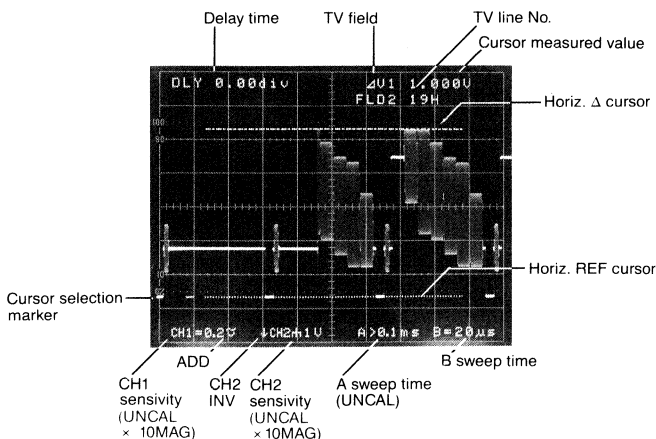 Delay time
TV field
TV line No.
Cursor measured value
DLY 0.00div
⊿V1 1.000V
FLD2 19H
Horiz. Δ cursor
100
90
10
0%
Horiz. REF cursor
Cursor selection
marker
CH1=0.2V
↓CH2+1V
A>0.1ms B=20µs
ADD
B sweep time
CH1
sensivity
(UNCAL
× 10MAG)
CH2
INV
CH2
sensivity
(UNCAL
× 10MAG)
A sweep time
(UNCAL)